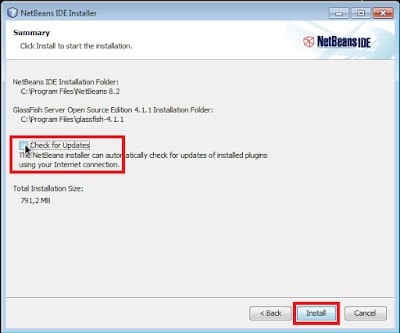 NetBeans IDE Installer
Summary
Click Install to start the installation.
NetBeans IDE
NetBeans IDE Installation Folder:
C:\Program Files\NetBeans 8.2
GlassFish Server Open Source Edition 4.1.1 Installation Folder:
C:\Program Files\glassfish-4.1.1
Check for Updates
The NetBeans installer can automatically check for updates of installed plugins
using your Internet connection.
Total Installation Size:
791,2 MB
< Back
Install
Cancel